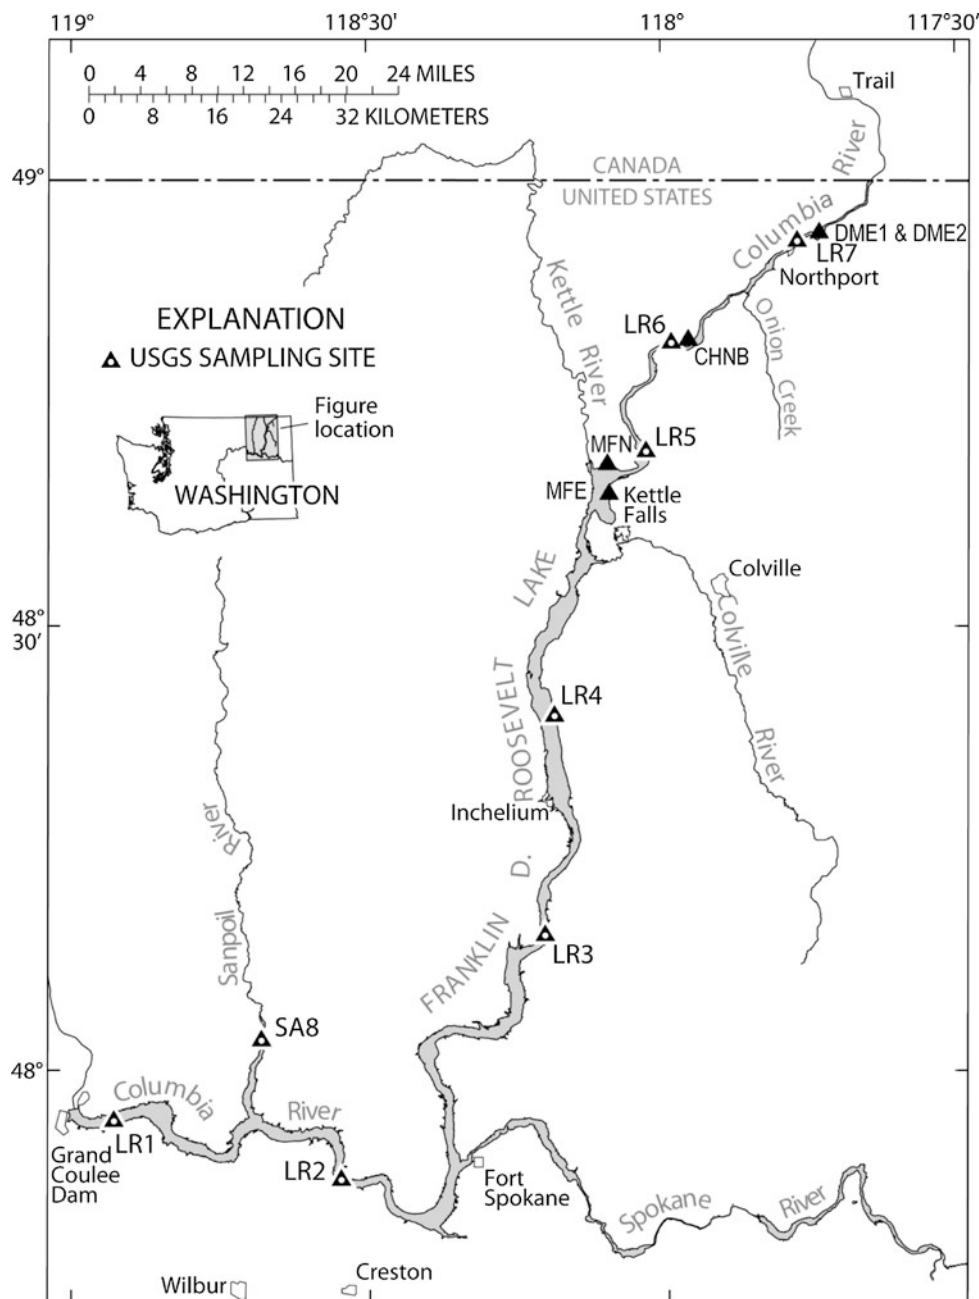 119° 118°30' 118° 117°30'
0 4 8 12 16 20 24 MILES
0 8 16 24 32 KILOMETERS
Trail
CANADA
49°
UNITED STATES
Columbia River
DME1 & DME2
LR7
Northport
Kettle River
EXPLANATION
USGS SAMPLING SITE
LR6
CHNB
Onion Creek
Figure
location
WASHINGTON
LR5
MFN
MFE
Kettle
Falls
Colville
Colville River
48°
30'
FRANKLIN D. ROOSEVELT LAKE
LR4
Inchelium
Sanpoil River
LR3
SA8
48°
Columbia River
LR1
Grand
Coulee
Dam
LR2
Fort
Spokane
Spokane River
Wilbur
Creston